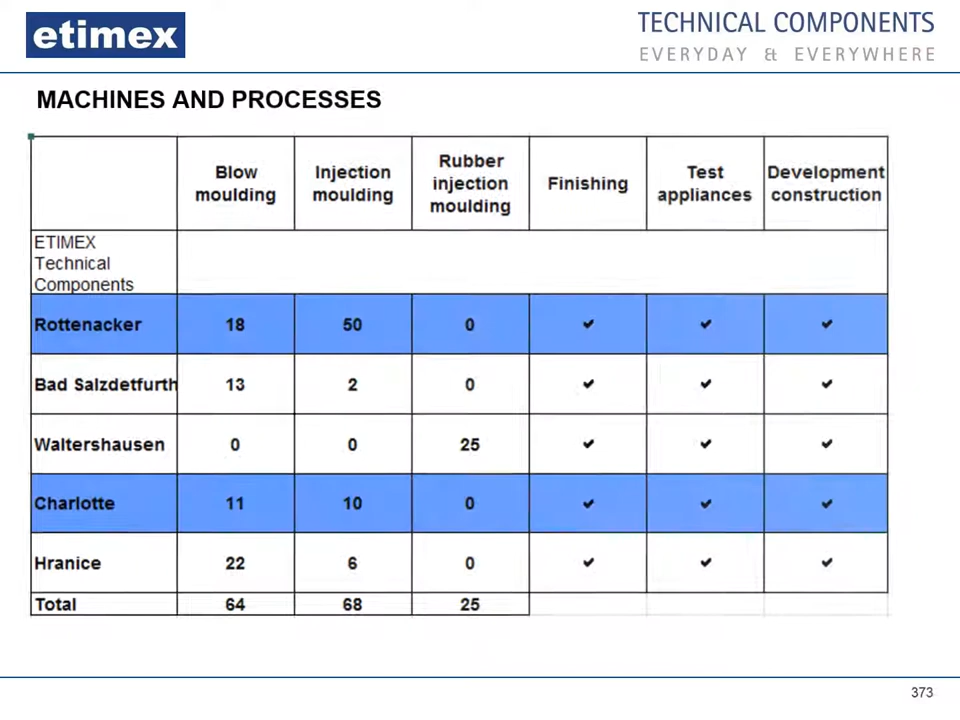 etimex
TECHNICAL COMPONENTS
EVERYDAY & EVERYWHERE
MACHINES AND PROCESSES
Blow moulding Injection moulding Rubber injection moulding Finishing Test appliances Development construction
ETIMEX
Technical
Components
Rottenacker 18 50 0 ✔ ✔ ✔
Bad Salzdetfurth 13 2 0 ✔ ✔ ✔
Waltershausen 0 0 25 ✔ ✔ ✔
Charlotte 11 10 0 ✔ ✔ ✔
Hranice 22 6 0 ✔ ✔ ✔
Total 64 68 25
373